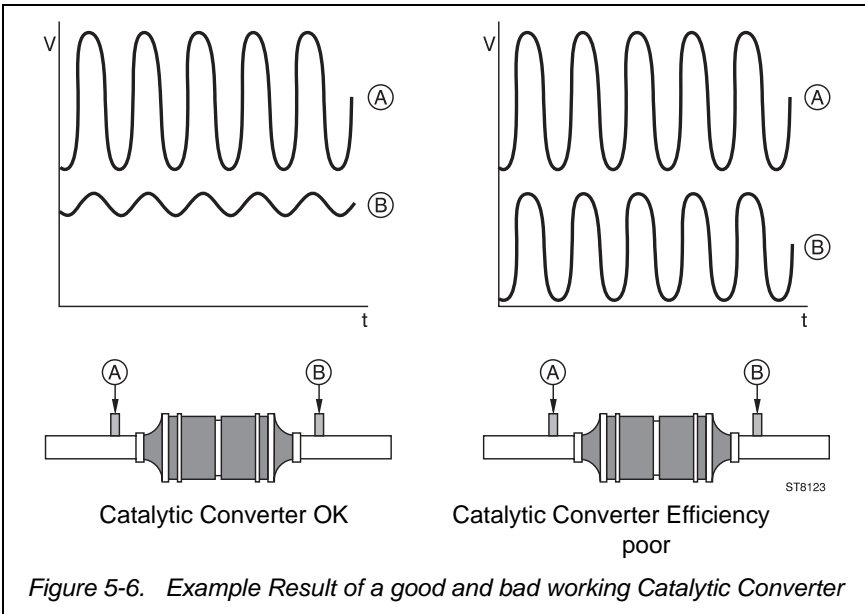 V
A
B
t
V
A
B
t
A
B
A
B
ST8123
Catalytic Converter OK
Catalytic Converter Efficiency
poor
Figure 5-6. Example Result of a good and bad working Catalytic Converter